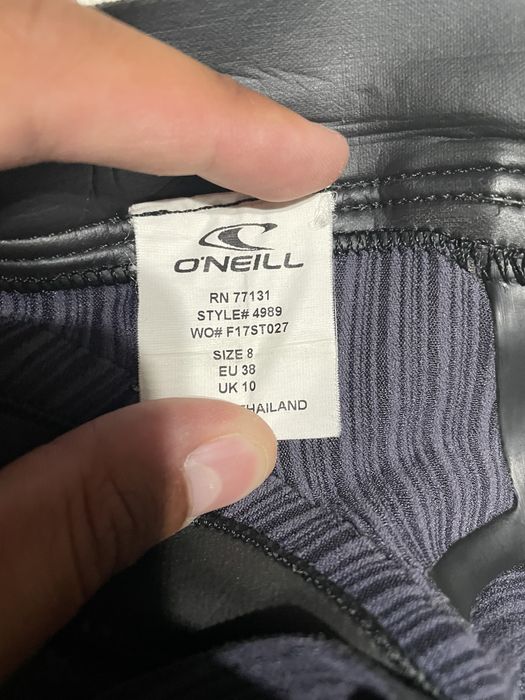 O'NEILL
RN 77131
STYLE# 4989
WO# F17ST027
SIZE 8
EU 38
UK 10
THAILAND